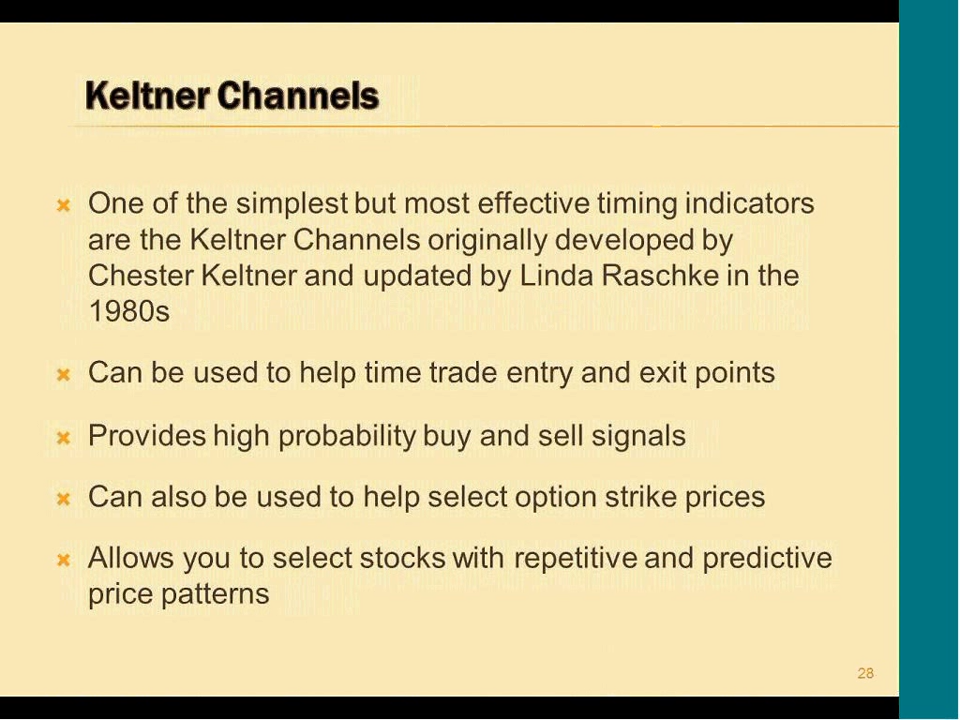 Keltner Channels
One of the simplest but most effective timing indicators
are the Keltner Channels originally developed by
Chester Keltner and updated by Linda Raschke in the
1980s
Can be used to help time trade entry and exit points
Provides high probability buy and sell signals
Can also be used to help select option strike prices
Allows you to select stocks with repetitive and predictive
price patterns
28